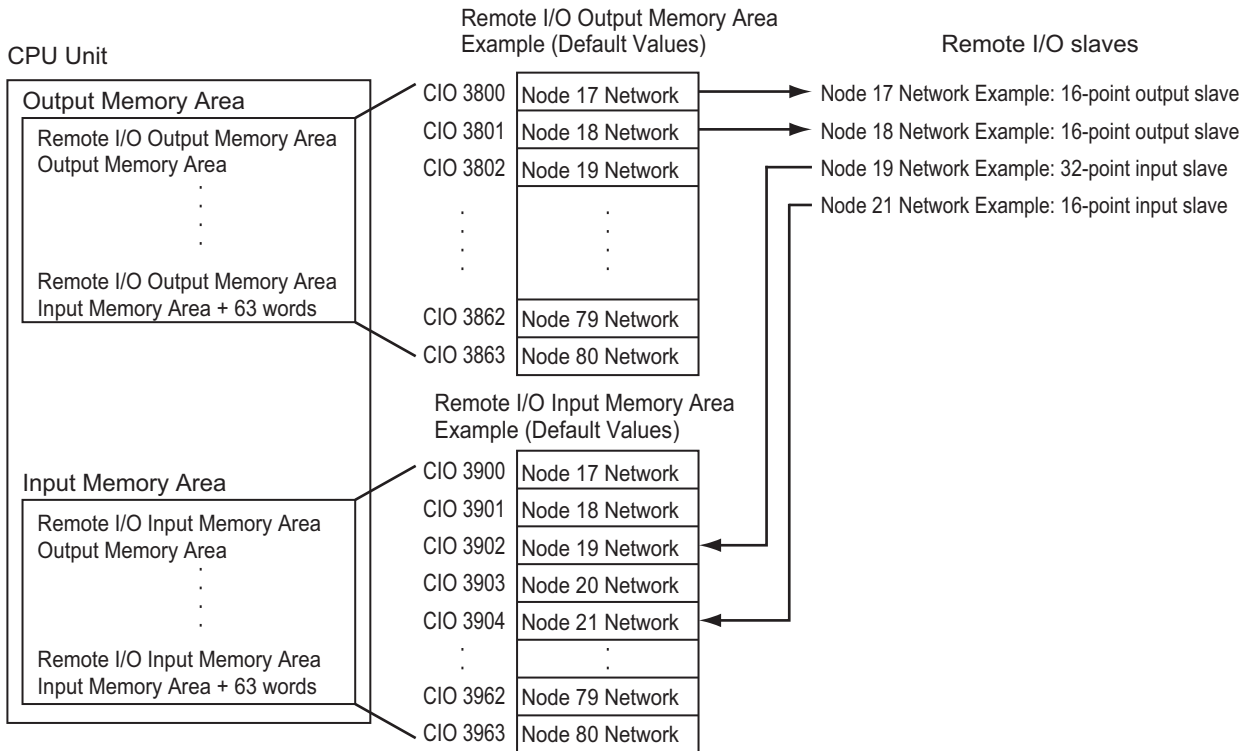 Remote I/O Output Memory Area
Example (Default Values)
Remote I/O slaves
CPU Unit
Output Memory Area
Remote I/O Output Memory Area
Output Memory Area
Remote I/O Output Memory Area
Input Memory Area + 63 words
CIO 3800 Node 17 Network
CIO 3801 Node 18 Network
CIO 3802 Node 19 Network
CIO 3862 Node 79 Network
CIO 3863 Node 80 Network
Node 17 Network Example: 16-point output slave
Node 18 Network Example: 16-point output slave
Node 19 Network Example: 32-point input slave
Node 21 Network Example: 16-point input slave
Remote I/O Input Memory Area
Example (Default Values)
Input Memory Area
Remote I/O Input Memory Area
Output Memory Area
Remote I/O Input Memory Area
Input Memory Area + 63 words
CIO 3900 Node 17 Network
CIO 3901 Node 18 Network
CIO 3902 Node 19 Network
CIO 3903 Node 20 Network
CIO 3904 Node 21 Network
CIO 3962 Node 79 Network
CIO 3963 Node 80 Network